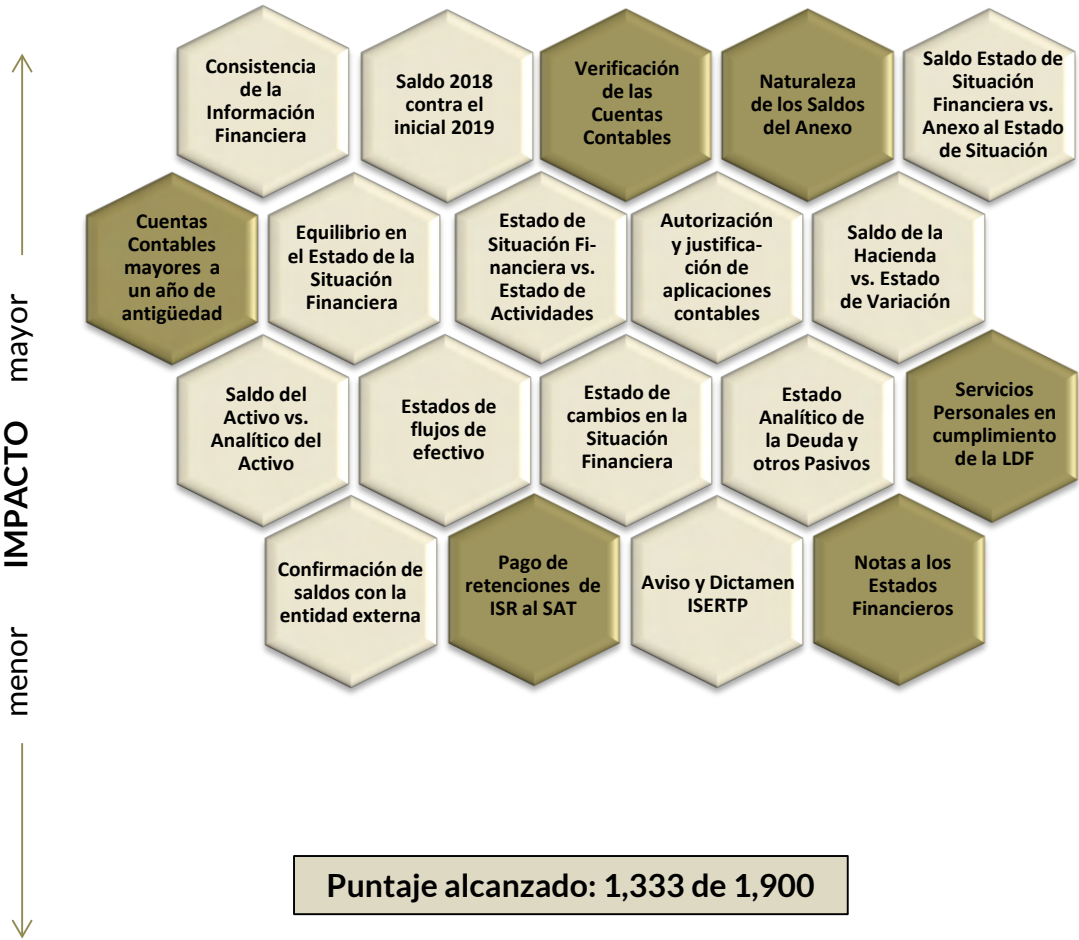 Consistencia
de la
Información
Financiera
Saldo 2018
contra el
inicial 2019
Verificación
de las
Cuentas
Contables
Naturaleza
de los Saldos
del Anexo
Saldo Estado de
Situación
Financiera vs.
Anexo al Estado
de Situación
Cuentas
Contables
mayores a
un año de
antigüedad
Equilibrio en
el Estado de la
Situación
Financiera
Estado de
Situación Fi-
nanciera vs.
Estado de
Actividades
Autorización
y justifica-
ción de
aplicaciones
contables
Saldo de la
Hacienda
vs. Estado
de Variación
Saldo del
Activo vs.
Analítico del
Activo
Estados de
flujos de
efectivo
Estado de
cambios en la
Situación
Financiera
Estado
Analítico de
la Deuda y
otros Pasivos
Servicios
Personales en
cumplimiento
de la LDF
Confirmación de
saldos con la
entidad externa
Pago de
retenciones de
ISR al SAT
Aviso y Dictamen
ISERTP
Notas a los
Estados
Financieros
menor IMPACTO mayor
Puntaje alcanzado: 1,333 de 1,900